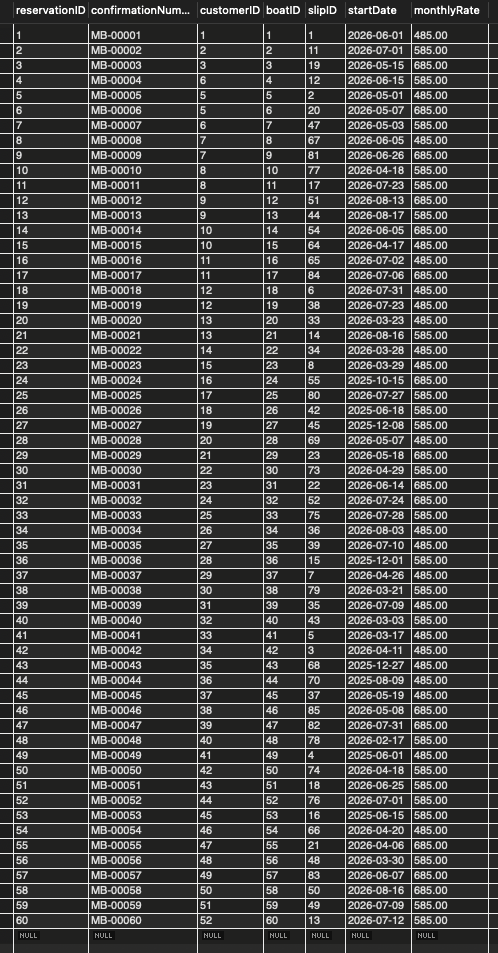 reservationID confirmationNum... customerID boatID slipID startDate monthlyRate
1 MB-00001 1 1 1 2026-06-01 485.00
2 MB-00002 2 2 11 2026-07-01 585.00
3 MB-00003 3 3 19 2026-05-15 685.00
4 MB-00004 6 4 12 2026-06-15 585.00
5 MB-00005 5 5 2 2026-05-01 485.00
6 MB-00006 5 6 20 2026-05-07 685.00
7 MB-00007 6 7 47 2026-05-03 585.00
8 MB-00008 7 8 67 2026-06-05 485.00
9 MB-00009 7 9 81 2026-06-26 685.00
10 MB-00010 8 10 77 2026-04-18 585.00
11 MB-00011 8 11 17 2026-07-23 585.00
12 MB-00012 9 12 51 2026-08-13 685.00
13 MB-00013 9 13 44 2026-08-17 585.00
14 MB-00014 10 14 54 2026-06-05 685.00
15 MB-00015 10 15 64 2026-04-17 485.00
16 MB-00016 11 16 65 2026-07-02 485.00
17 MB-00017 11 17 84 2026-07-06 685.00
18 MB-00018 12 18 6 2026-07-31 485.00
19 MB-00019 12 19 38 2026-07-23 485.00
20 MB-00020 13 20 33 2026-03-23 485.00
21 MB-00021 13 21 14 2026-08-16 585.00
22 MB-00022 14 22 34 2026-03-28 485.00
23 MB-00023 15 23 8 2026-03-29 485.00
24 MB-00024 16 24 55 2025-10-15 685.00
25 MB-00025 17 25 80 2026-07-27 585.00
26 MB-00026 18 26 42 2025-06-18 585.00
27 MB-00027 19 27 45 2025-12-08 585.00
28 MB-00028 20 28 69 2026-05-07 485.00
29 MB-00029 21 29 23 2026-05-18 685.00
30 MB-00030 22 30 73 2026-04-29 585.00
31 MB-00031 23 31 22 2026-06-14 685.00
32 MB-00032 24 32 52 2026-07-24 685.00
33 MB-00033 25 33 75 2026-07-28 585.00
34 MB-00034 26 34 36 2026-08-03 485.00
35 MB-00035 27 35 39 2026-07-10 485.00
36 MB-00036 28 36 15 2025-12-01 585.00
37 MB-00037 29 37 7 2026-04-26 485.00
38 MB-00038 30 38 79 2026-03-21 585.00
39 MB-00039 31 39 35 2026-07-09 485.00
40 MB-00040 32 40 43 2026-03-03 585.00
41 MB-00041 33 41 5 2026-03-17 485.00
42 MB-00042 34 42 3 2026-04-11 485.00
43 MB-00043 35 43 68 2025-12-27 485.00
44 MB-00044 36 44 70 2025-08-09 485.00
45 MB-00045 37 45 37 2026-05-19 485.00
46 MB-00046 38 46 85 2026-05-08 685.00
47 MB-00047 39 47 82 2026-07-31 685.00
48 MB-00048 40 48 78 2026-02-17 585.00
49 MB-00049 41 49 4 2025-06-01 485.00
50 MB-00050 42 50 74 2026-04-18 585.00
51 MB-00051 43 51 18 2026-06-25 585.00
52 MB-00052 44 52 76 2026-07-01 585.00
53 MB-00053 45 53 16 2025-06-15 585.00
54 MB-00054 46 54 66 2026-04-20 485.00
55 MB-00055 47 55 21 2026-04-06 685.00
56 MB-00056 48 56 48 2026-03-30 585.00
57 MB-00057 49 57 83 2026-06-07 685.00
58 MB-00058 50 58 50 2026-08-16 585.00
59 MB-00059 51 59 49 2026-07-09 585.00
60 MB-00060 52 60 13 2026-07-12 585.00
NULL NULL NULL NULL NULL NULL NULL